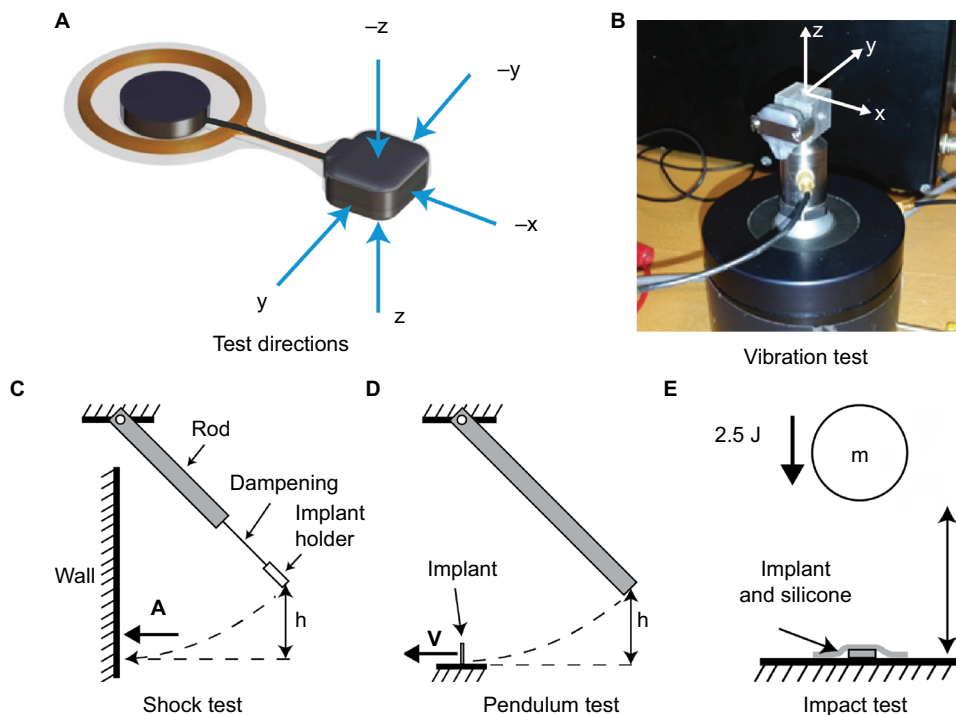 A
–z
–y
–x
y
z
Test directions
B
z
y
x
Vibration test
C
Rod
Dampening
Implant
holder
Wall
A
h
Shock test
D
Implant
V
h
Pendulum test
E
2.5 J
m
Implant
and silicone
Impact test